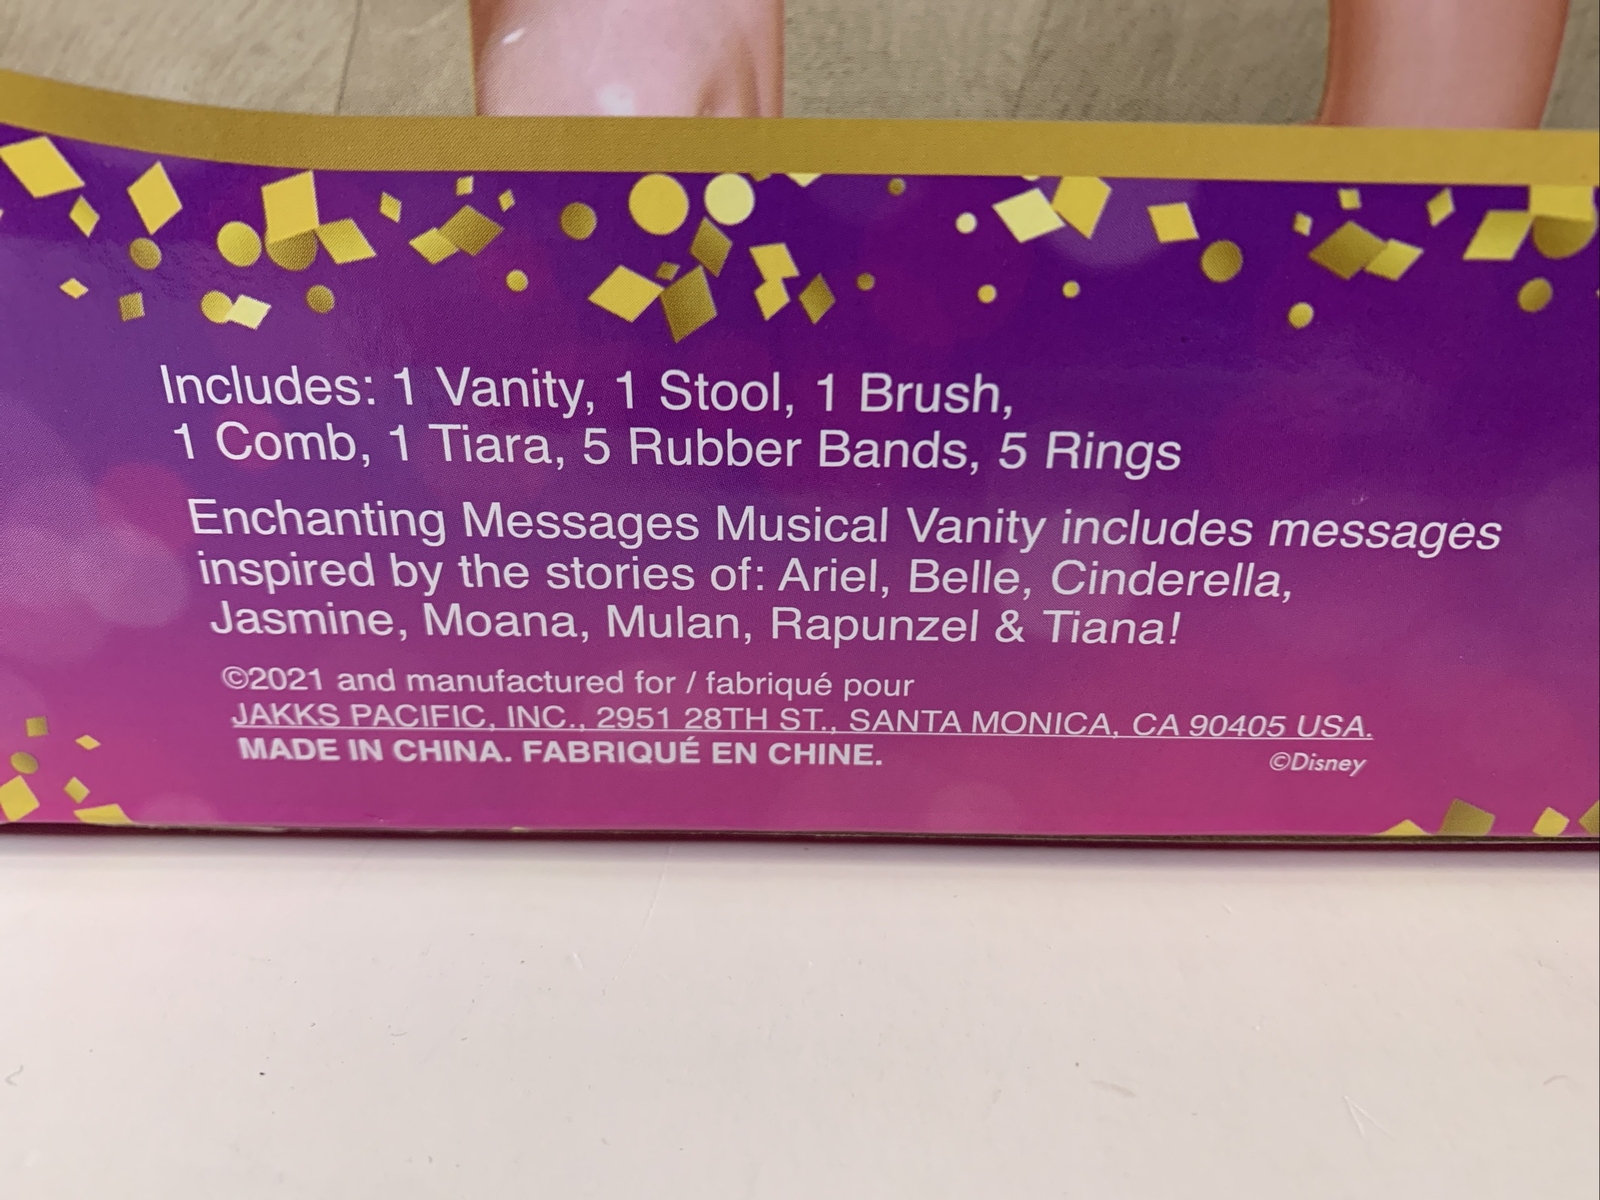 Includes: 1 Vanity, 1 Stool, 1 Brush,
1 Comb, 1 Tiara, 5 Rubber Bands, 5 Rings
Enchanting Messages Musical Vanity includes messages
inspired by the stories of: Ariel, Belle, Cinderella,
Jasmine, Moana, Mulan, Rapunzel & Tiana!
©2021 and manufactured for / fabriqué pour
JAKKS PACIFIC, INC., 2951 28TH ST., SANTA MONICA, CA 90405 USA.
MADE IN CHINA. FABRIQUÉ EN CHINE.
©Disney